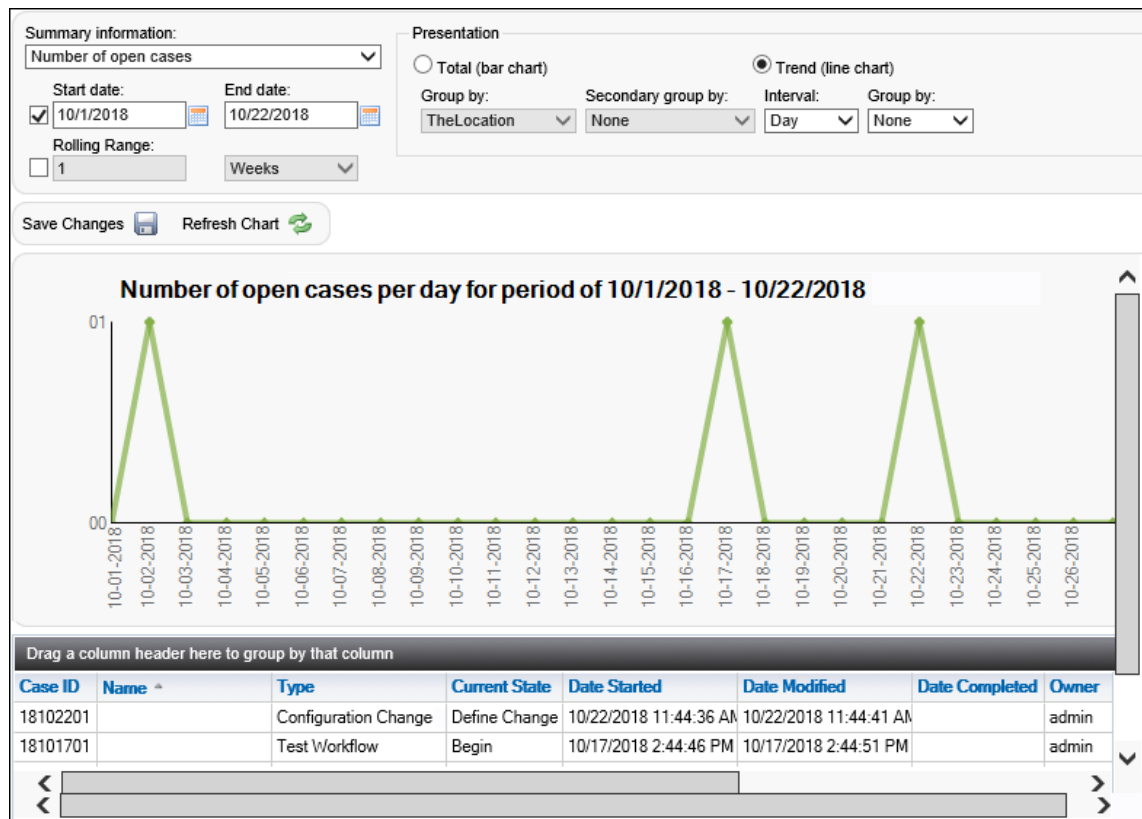 Summary information:
Number of open cases
Start date:
End date:
10/1/2018
10/22/2018
Rolling Range:
1
Weeks
Presentation
Total (bar chart)
Trend (line chart)
Group by:
Secondary group by:
Interval:
Group by:
TheLocation
None
Day
None
Save Changes
Refresh Chart
Number of open cases per day for period of 10/1/2018 - 10/22/2018
01
00
10-01-2018
10-02-2018
10-03-2018
10-04-2018
10-05-2018
10-06-2018
10-07-2018
10-08-2018
10-09-2018
10-10-2018
10-11-2018
10-12-2018
10-13-2018
10-14-2018
10-15-2018
10-16-2018
10-17-2018
10-18-2018
10-19-2018
10-20-2018
10-21-2018
10-22-2018
10-23-2018
10-24-2018
10-25-2018
10-26-2018
Drag a column header here to group by that column
Case ID Name Type Current State Date Started Date Modified Date Completed Owner
18102201 Configuration Change Define Change 10/22/2018 11:44:36 AM 10/22/2018 11:44:41 AM admin
18101701 Test Workflow Begin 10/17/2018 2:44:46 PM 10/17/2018 2:44:51 PM admin